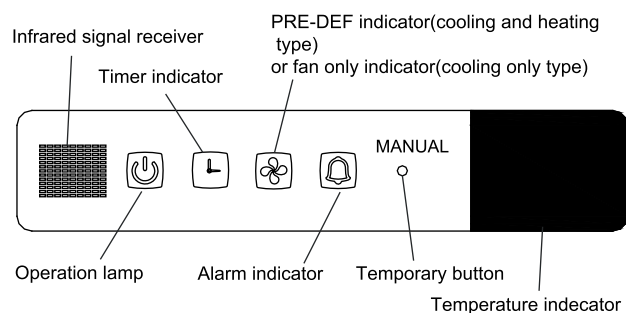 PRE-DEF indicator(cooling and heating
type)
or fan only indicator(cooling only type)
Infrared signal receiver
Timer indicator
MANUAL
Operation lamp
Alarm indicator
Temporary button
Temperature indecator